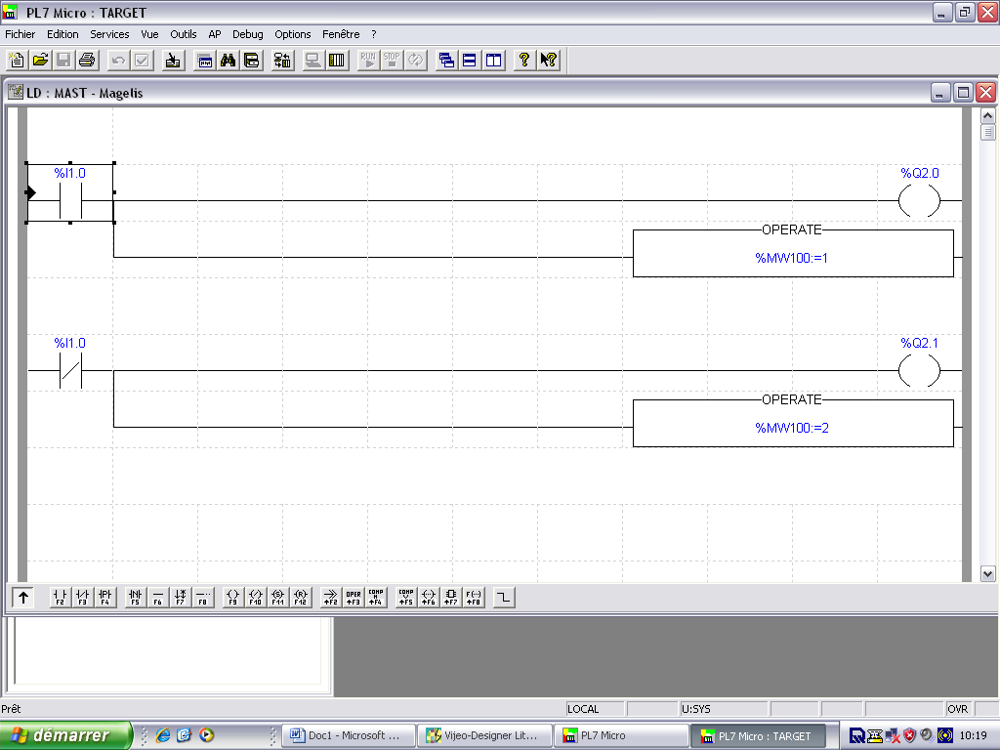 PL7 Micro : TARGET
Fichier Edition Services Vue Outils AP Debug Options Fenêtre ?
RUN STOP
LD : MAST - Magelis
%I1.0 %Q2.0
OPERATE
%MW100:=1
%I1.0 %Q2.1
OPERATE
%MW100:=2
P N S R OPER COMP H COMP V F(··)
F2 F3 F4 F5 F6 F7 F8 F9 F10 F11 F12 ↑F2 ↑F3 ↑F4 ↑F5 ↑F6 ↑F7 ↑F8
Prêt LOCAL U:SYS OVR
démarrer Doc1 - Microsoft ... Vijeo-Designer Lit... PL7 Micro PL7 Micro : TARGET 10:19